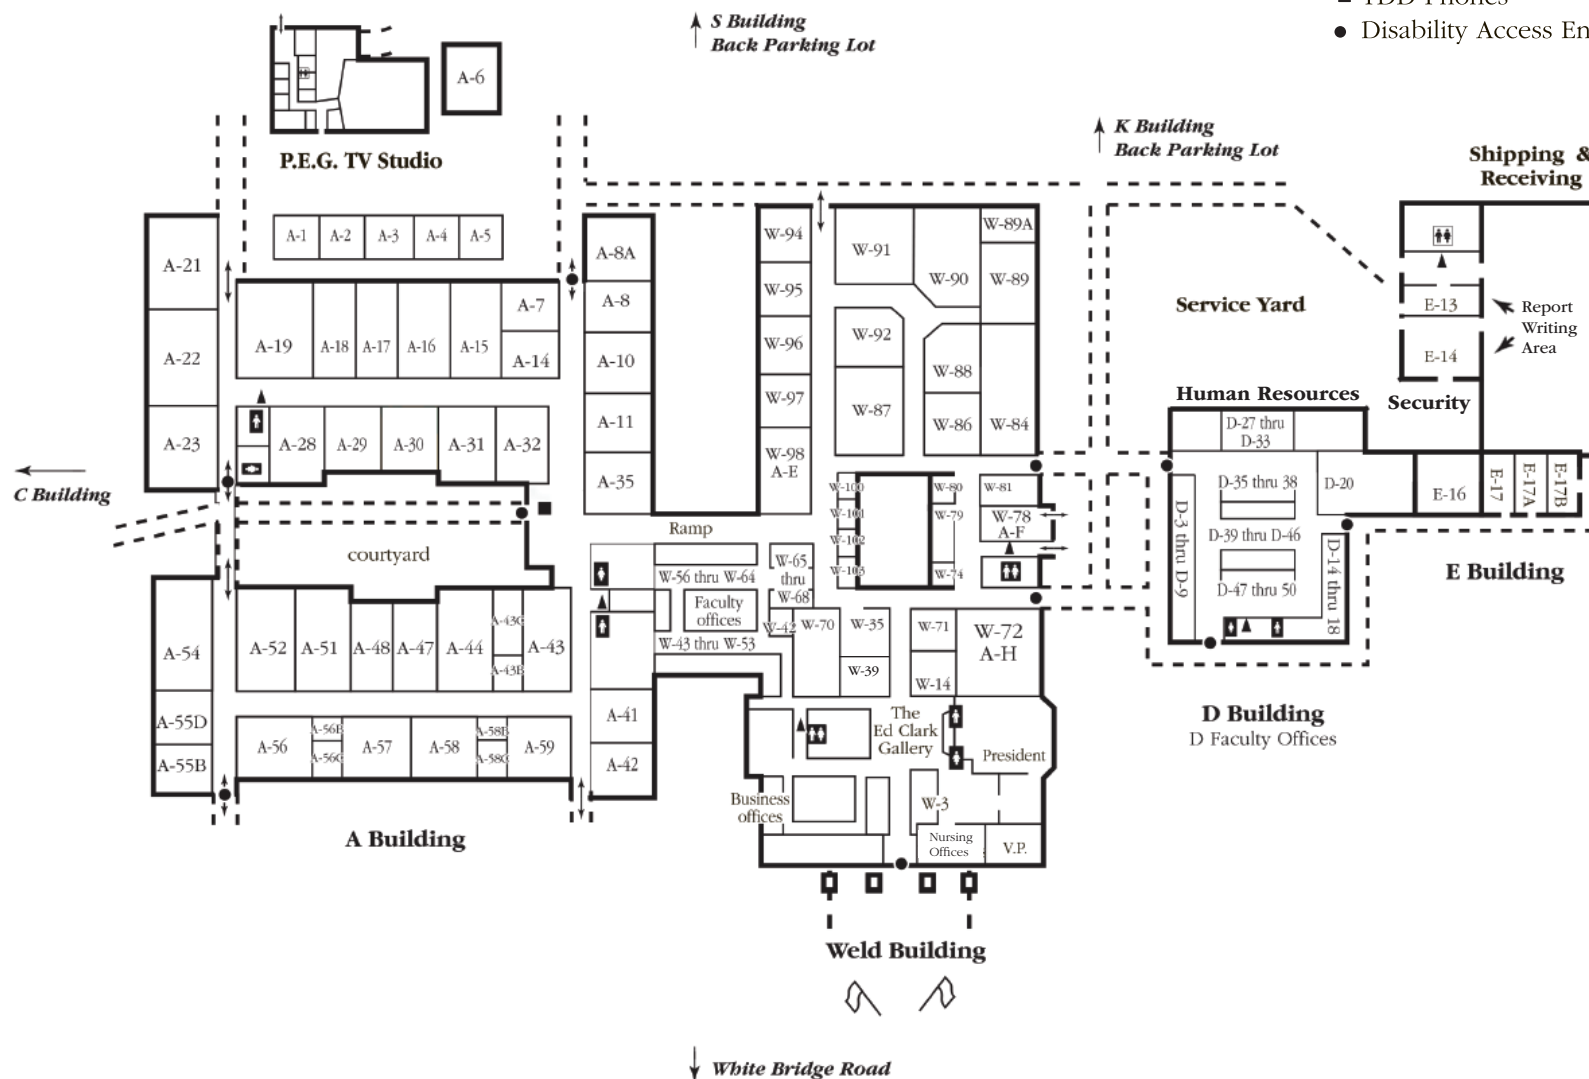 TDD Phones
Disability Access En
S Building
Back Parking Lot
A-6
P.E.G. TV Studio
K Building
Back Parking Lot
Shipping &
Receiving
A-1
A-2
A-3
A-4
A-5
A-21
A-22
A-23
A-19
A-18
A-17
A-16
A-15
A-7
A-14
A-8A
A-8
A-10
A-11
A-35
A-28
A-29
A-30
A-31
A-32
C Building
courtyard
W-94
W-95
W-96
W-97
W-98
A-E
W-91
W-90
W-89A
W-89
W-92
W-88
W-87
W-86
W-84
W-100
W-101
W-102
W-103
W-80
W-79
W-74
W-81
W-78
A-F
Service Yard
E-13
E-14
Report
Writing
Area
Human Resources
Security
D-27 thru
D-33
D-35 thru 38
D-39 thru D-46
D-47 thru 50
D-3 thru D-9
D-14 thru 18
D-20
E-16
E-17
E-17A
E-17B
E Building
D Building
D Faculty Offices
Ramp
W-56 thru W-64
Faculty
offices
W-43 thru W-53
W-65
thru
W-68
W-42
W-70
W-35
W-39
W-71
W-14
W-72
A-H
The
Ed Clark
Gallery
President
Business
offices
W-3
Nursing
Offices
V.P.
A-54
A-55D
A-55B
A-52
A-51
A-48
A-47
A-44
A-43C
A-43B
A-43
A-56
A-56B
A-56C
A-57
A-58
A-58B
A-58C
A-59
A-41
A-42
A Building
Weld Building
White Bridge Road